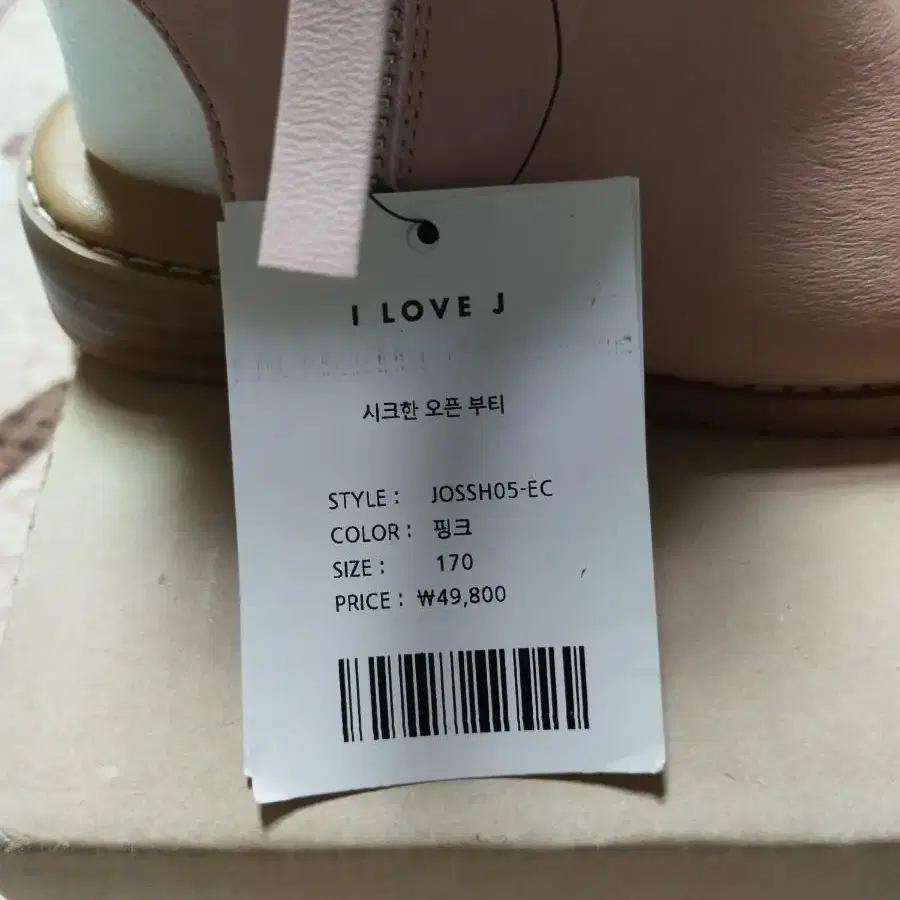 I LOVE J
시크한 오픈 부티
STYLE : JOSSH05-EC
COLOR : 핑크
SIZE : 170
PRICE : ₩49,800